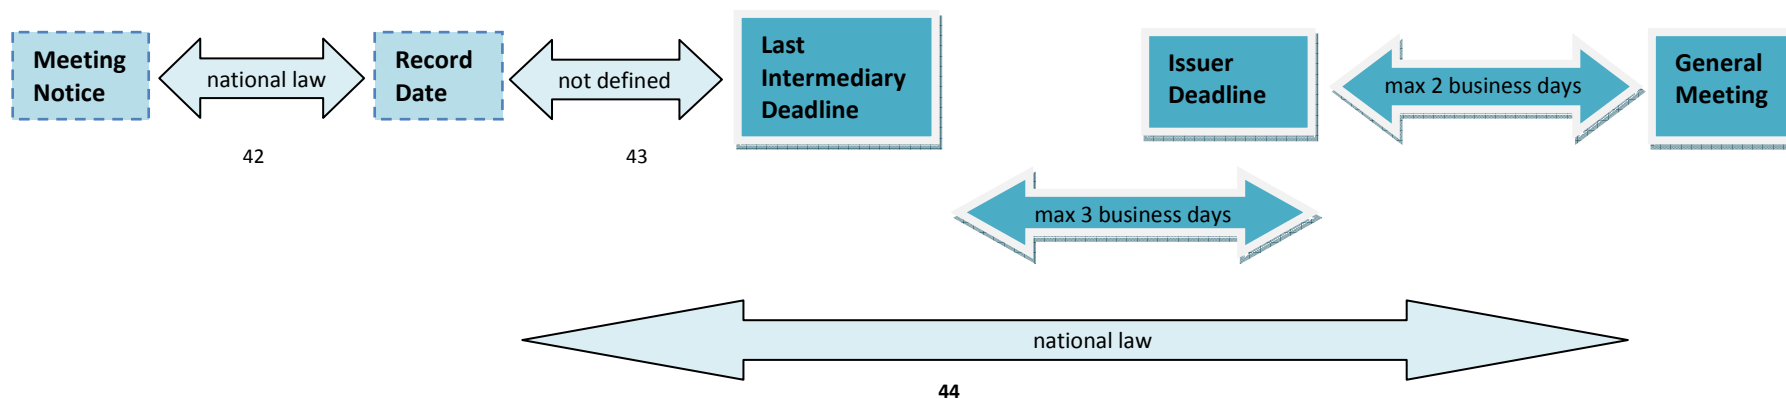 Meeting
Notice
national law
Record
Date
not defined
Last
Intermediary
Deadline
Issuer
Deadline
max 2 business days
General
Meeting
42
43
max 3 business days
national law
44